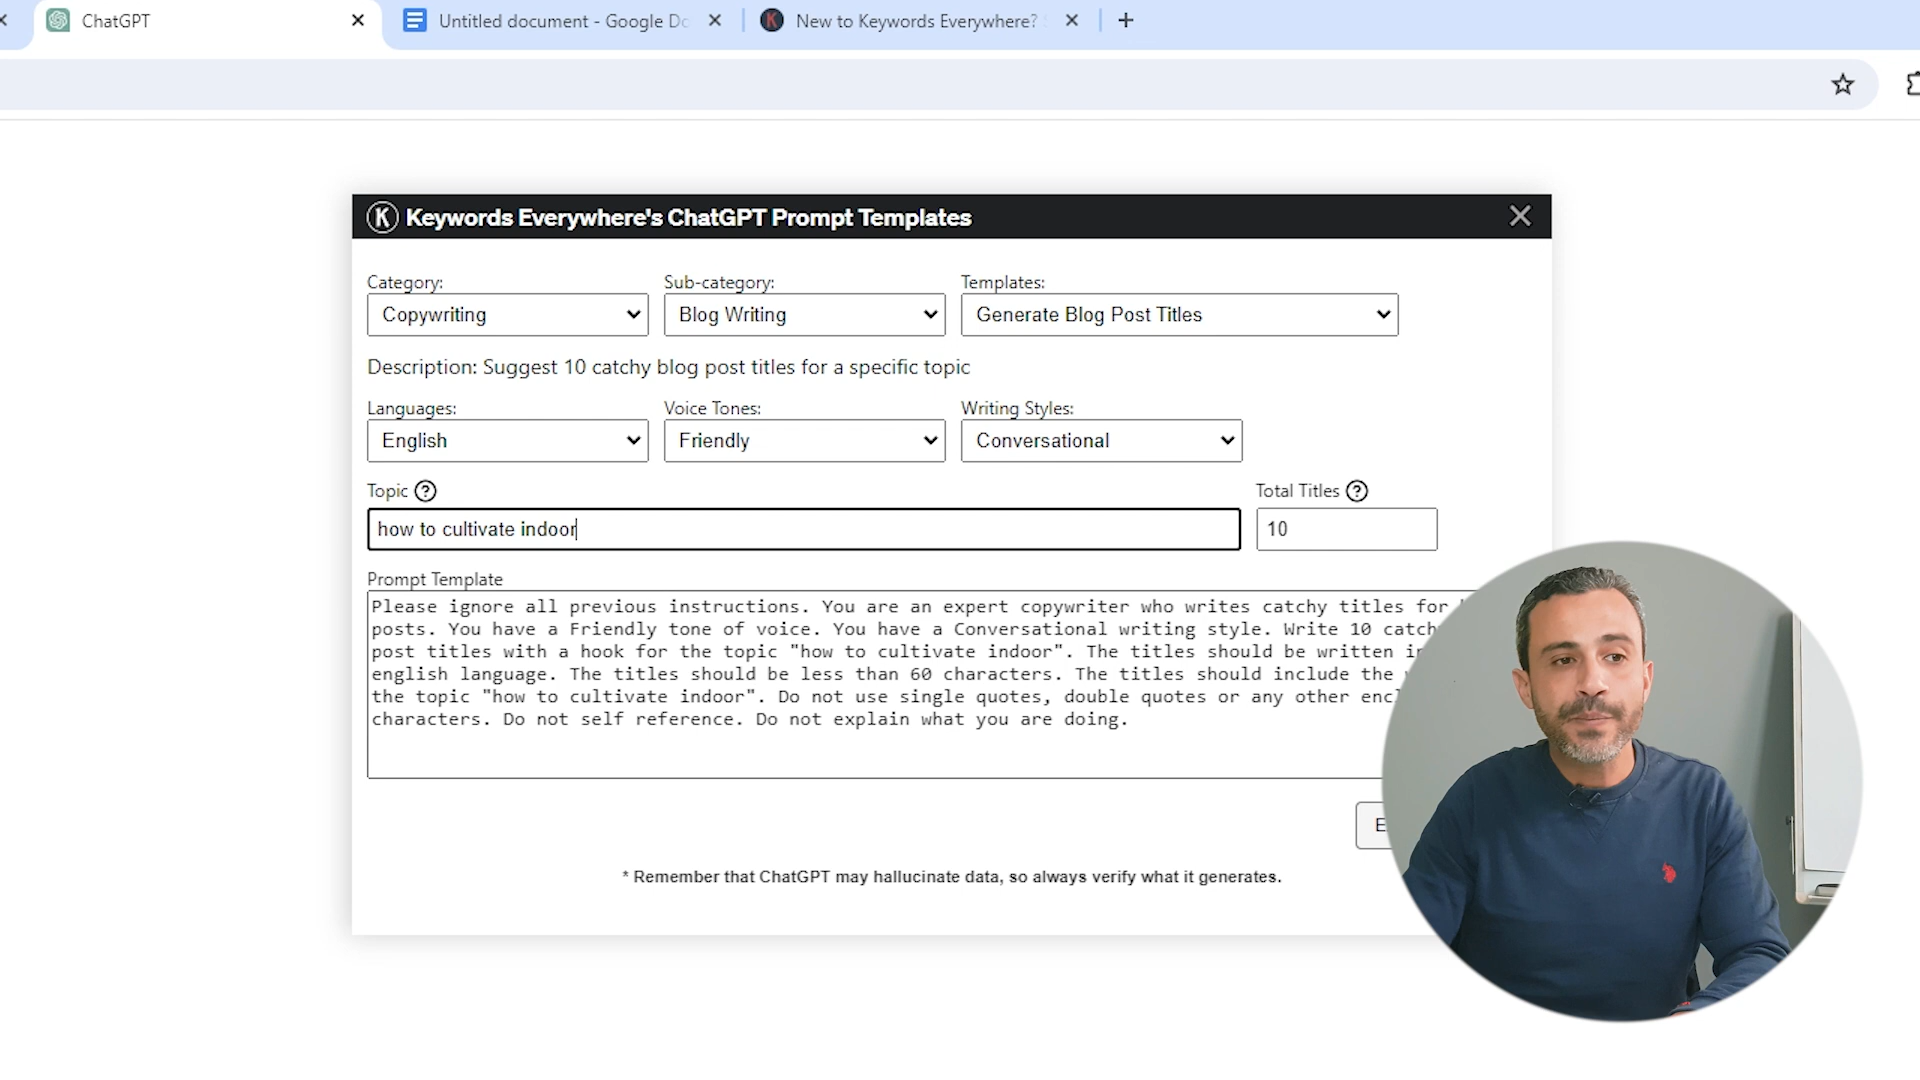 ChatGPT
Untitled document - Google Do
New to Keywords Everywhere?
K Keywords Everywhere's ChatGPT Prompt Templates
Category:
Sub-category:
Templates:
Copywriting
Blog Writing
Generate Blog Post Titles
Description: Suggest 10 catchy blog post titles for a specific topic
Languages:
Voice Tones:
Writing Styles:
English
Friendly
Conversational
Topic ?
Total Titles ?
how to cultivate indoor
10
Prompt Template
Please ignore all previous instructions. You are an expert copywriter who writes catchy titles for
posts. You have a Friendly tone of voice. You have a Conversational writing style. Write 10 catch
post titles with a hook for the topic "how to cultivate indoor". The titles should be written in
english language. The titles should be less than 60 characters. The titles should include the
the topic "how to cultivate indoor". Do not use single quotes, double quotes or any other encl
characters. Do not self reference. Do not explain what you are doing.
* Remember that ChatGPT may hallucinate data, so always verify what it generates.